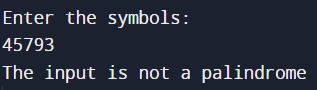 Enter the symbols:
45793
The input is not a palindrome